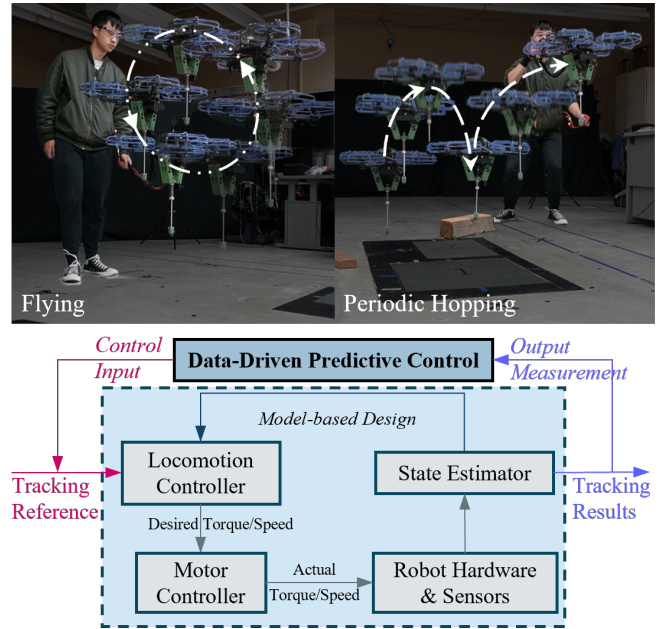 Flying
Periodic Hopping
Control
Input
Data-Driven Predictive Control
Output
Measurement
Model-based Design
Locomotion
Controller
State Estimator
Tracking
Reference
Tracking
Results
Desired Torque/Speed
Motor
Controller
Actual
Torque/Speed
Robot Hardware
& Sensors